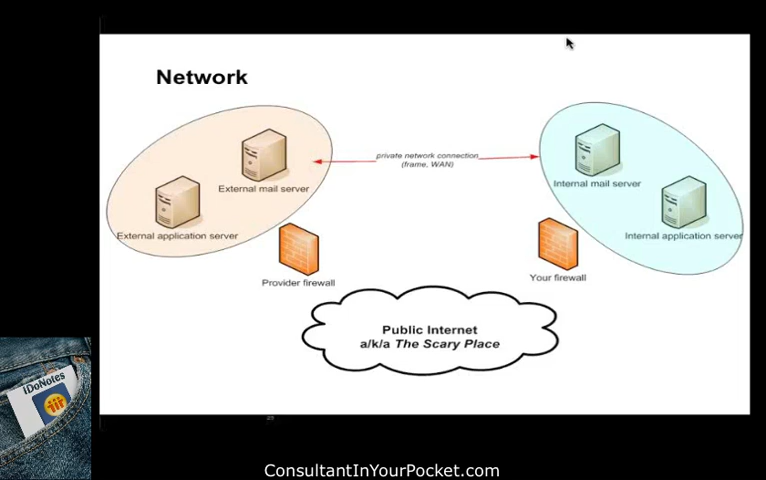 Network
private network connection
(frame, WAN)
External mail server
External application server
Internal mail server
Internal application server
Provider firewall
Your firewall
Public Internet
a/k/a The Scary Place
iDoNotes
ConsultantInYourPocket.com